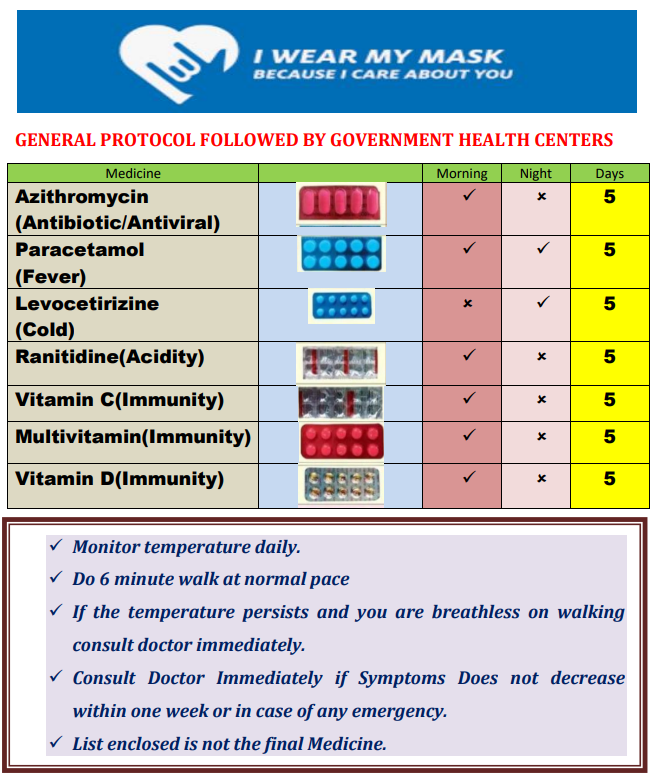 I WEAR MY MASK
BECAUSE I CARE ABOUT YOU
GENERAL PROTOCOL FOLLOWED BY GOVERNMENT HEALTH CENTERS
Medicine Morning Night Days
Azithromycin
(Antibiotic/Antiviral) ✓ × 5
Paracetamol
(Fever) ✓ ✓ 5
Levocetirizine
(Cold) × ✓ 5
Ranitidine(Acidity) ✓ × 5
Vitamin C(Immunity) ✓ × 5
Multivitamin(Immunity) ✓ × 5
Vitamin D(Immunity) ✓ × 5
✓ Monitor temperature daily.
✓ Do 6 minute walk at normal pace
✓ If the temperature persists and you are breathless on walking
consult doctor immediately.
✓ Consult Doctor Immediately if Symptoms Does not decrease
within one week or in case of any emergency.
✓ List enclosed is not the final Medicine.